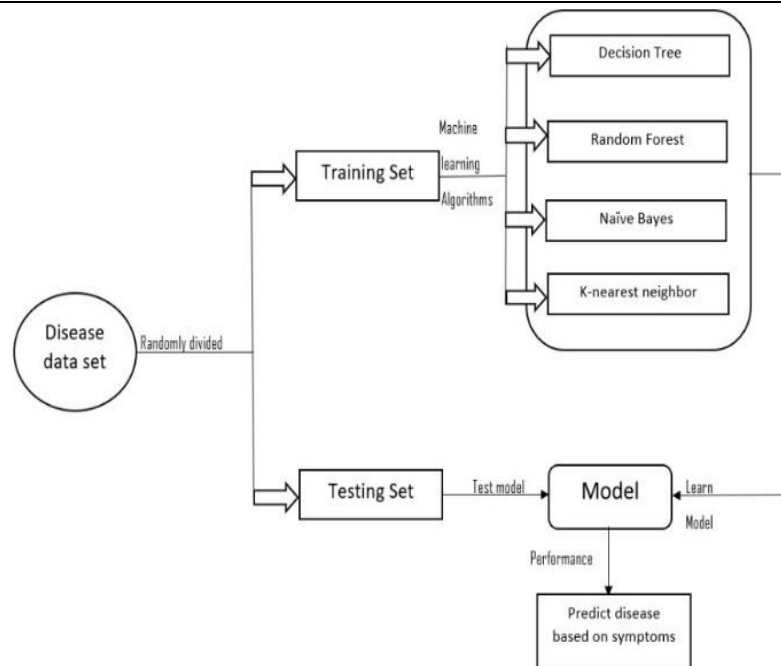 Decision Tree
Machine
learning
Algorithms
Random Forest
Training Set
Naïve Bayes
K-nearest neighbor
Disease
data set
Randomly divided
Testing Set
Test model
Model
Learn
Model
Performance
Predict disease
based on symptoms